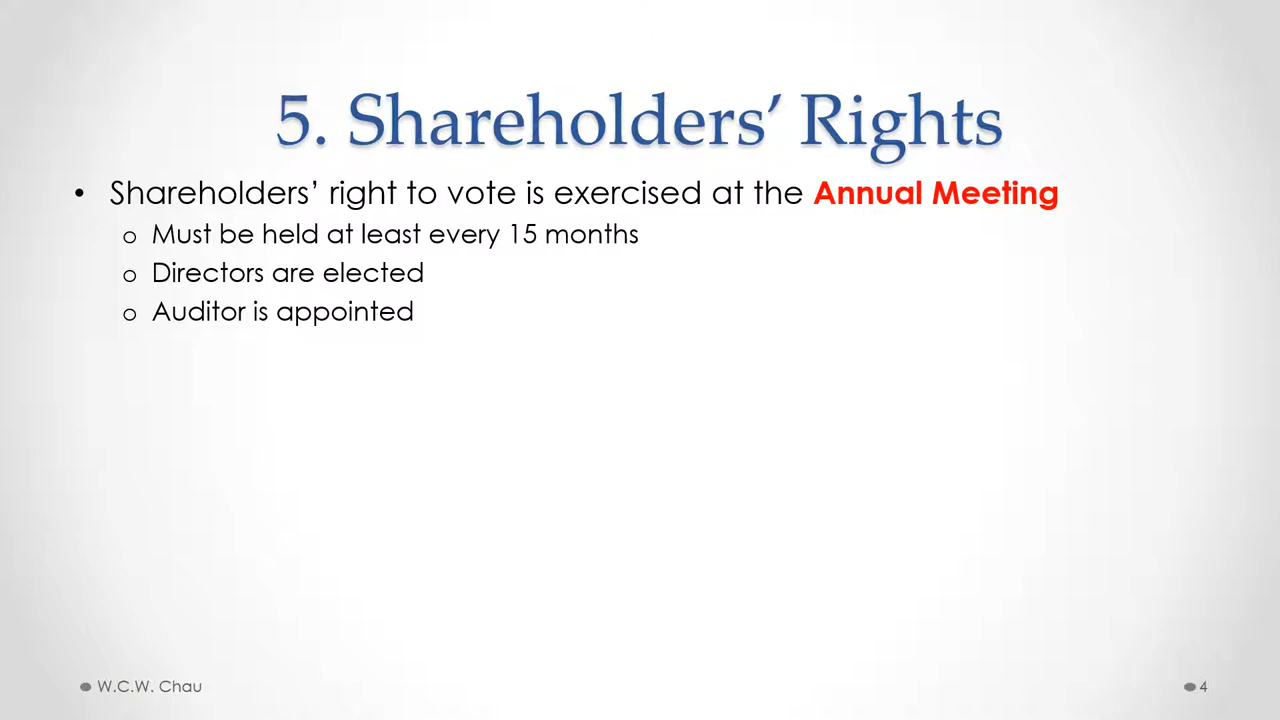 5. Shareholders’ Rights
• Shareholders’ right to vote is exercised at the Annual Meeting
o Must be held at least every 15 months
o Directors are elected
o Auditor is appointed
W.C.W. Chau
4